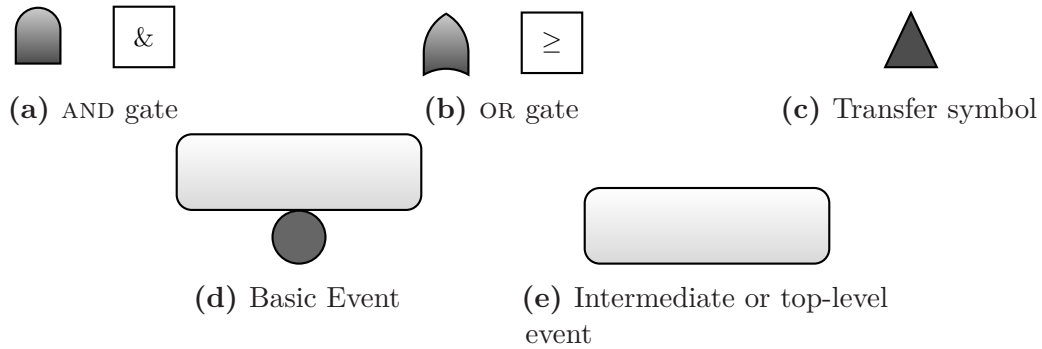 &
≥
(a) AND gate
(b) OR gate
(c) Transfer symbol
(d) Basic Event
(e) Intermediate or top-level
event